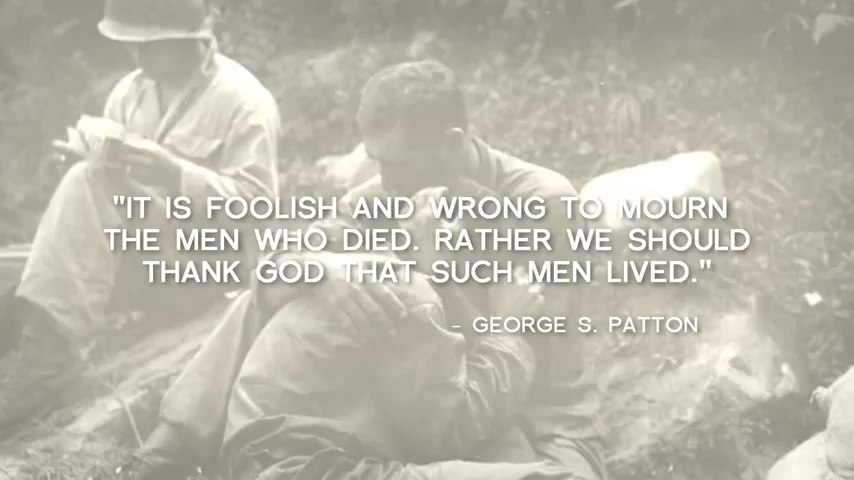 "IT IS FOOLISH AND WRONG TO MOURN
THE MEN WHO DIED. RATHER WE SHOULD
THANK GOD THAT SUCH MEN LIVED."
- GEORGE S. PATTON